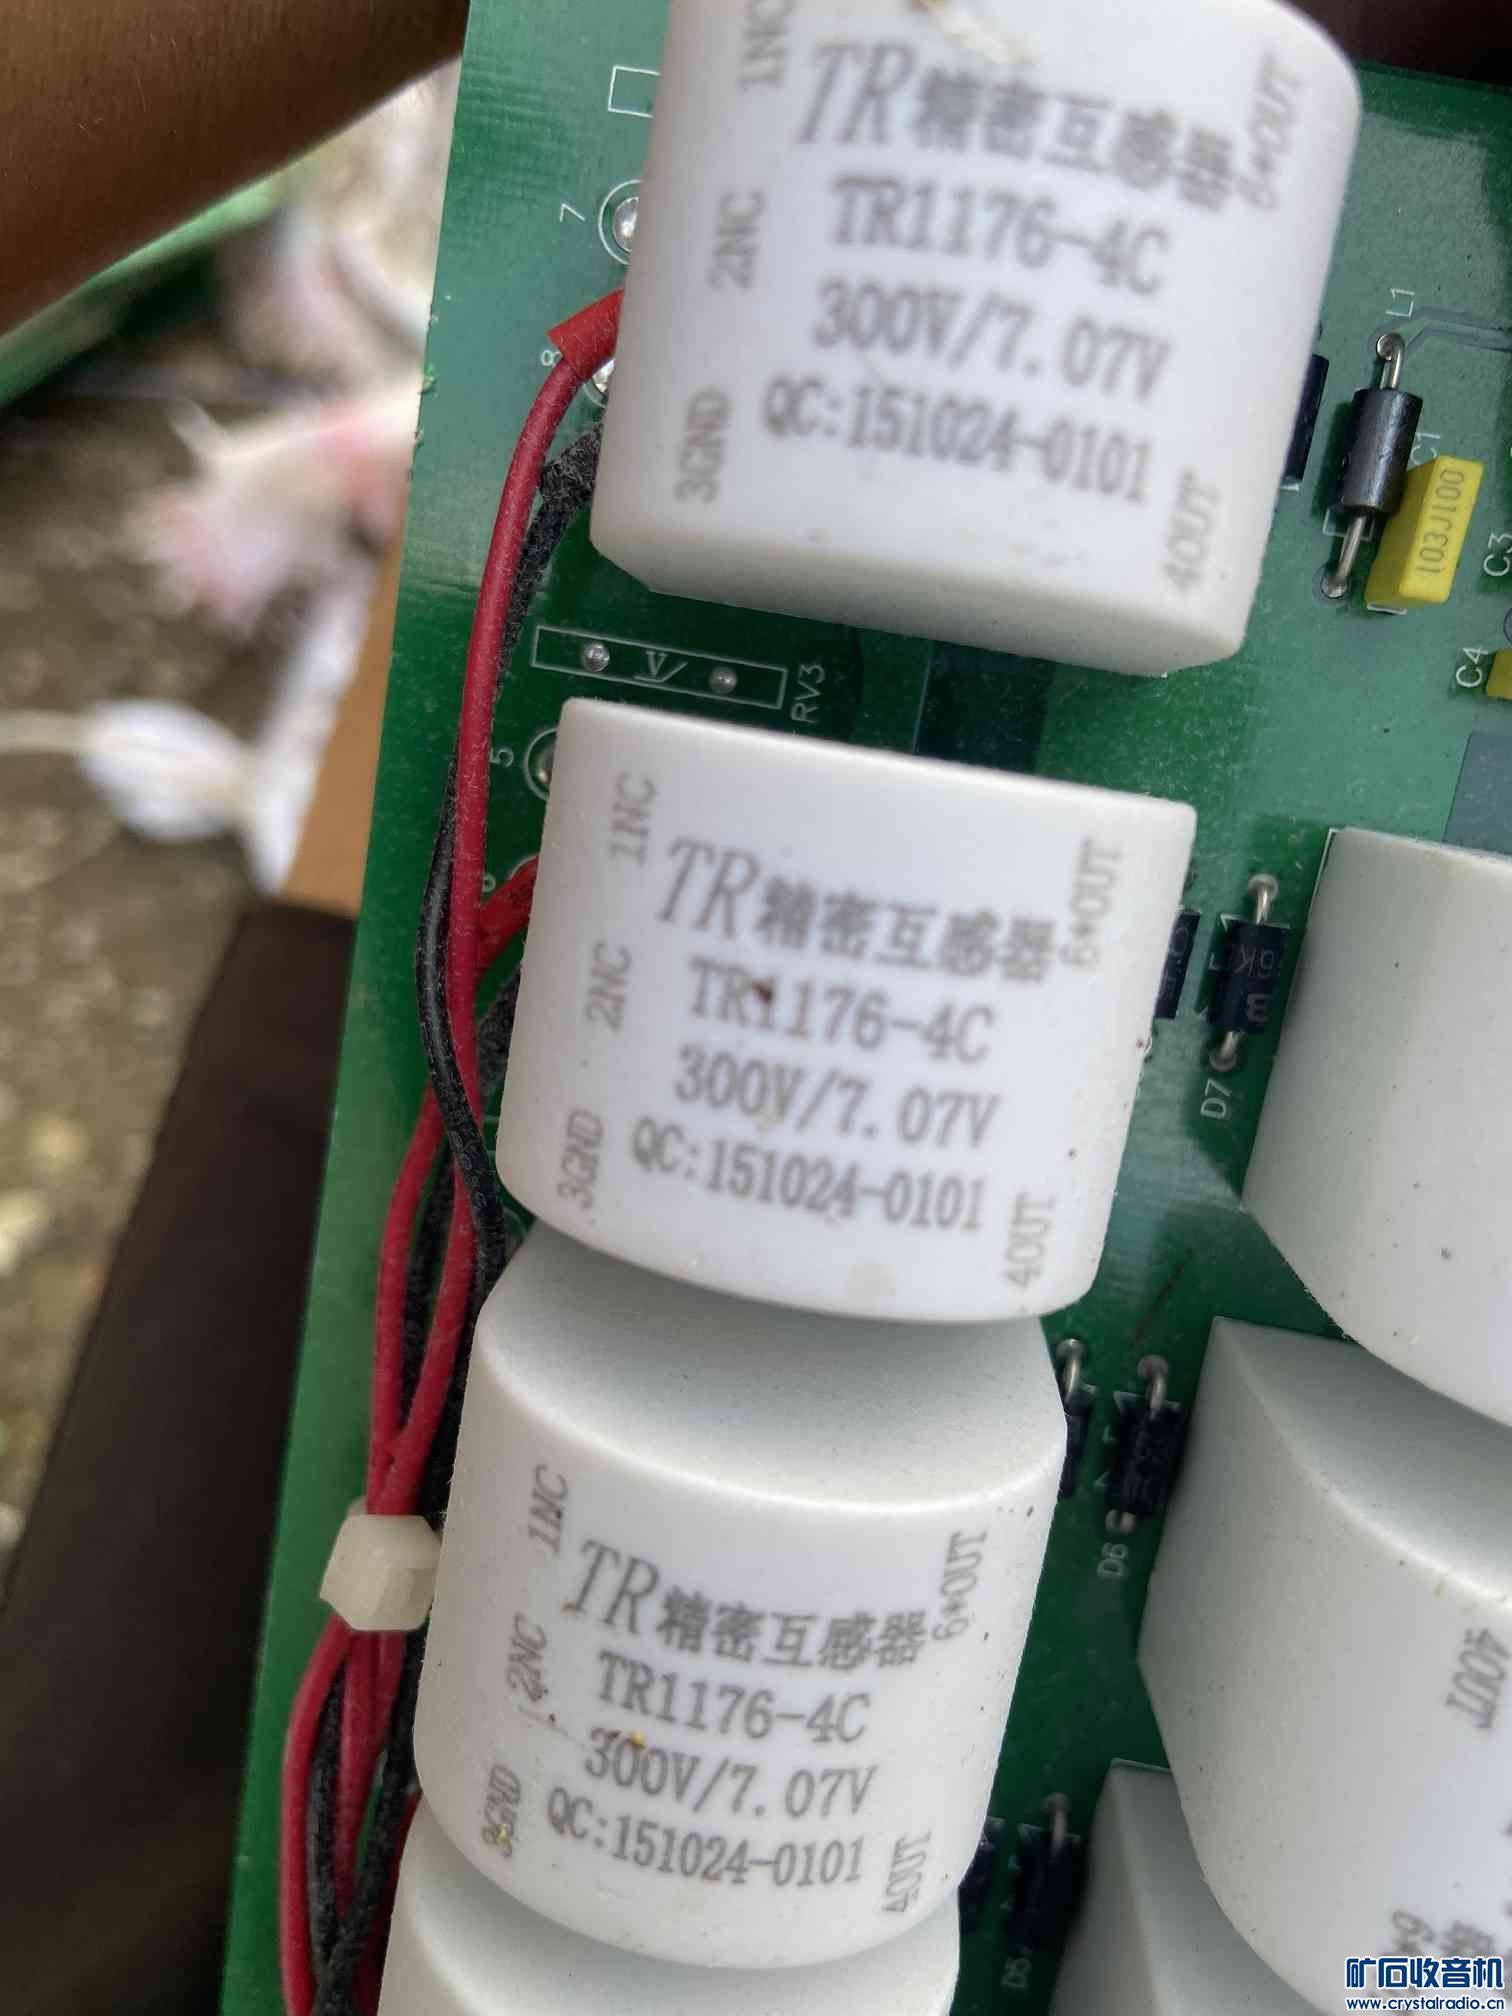 1NC
TR精密互感器
6*OUT
2NC
TR1176-4C
300V/7.07V
3GND
QC:151024-0101
4OUT
7
8
L1
C1
103J100
C3
C4
RV3
5
1NC
TR精密互感器
6*OUT
2NC
TR1176-4C
300V/7.07V
3GND
QC:151024-0101
4OUT
D7
1NC
TR精密互感器
6*OUT
2NC
TR1176-4C
300V/7.07V
3GND
QC:151024-0101
4OUT
D6
4OUT
D5
矿石收音机
www.crystalradio.cn